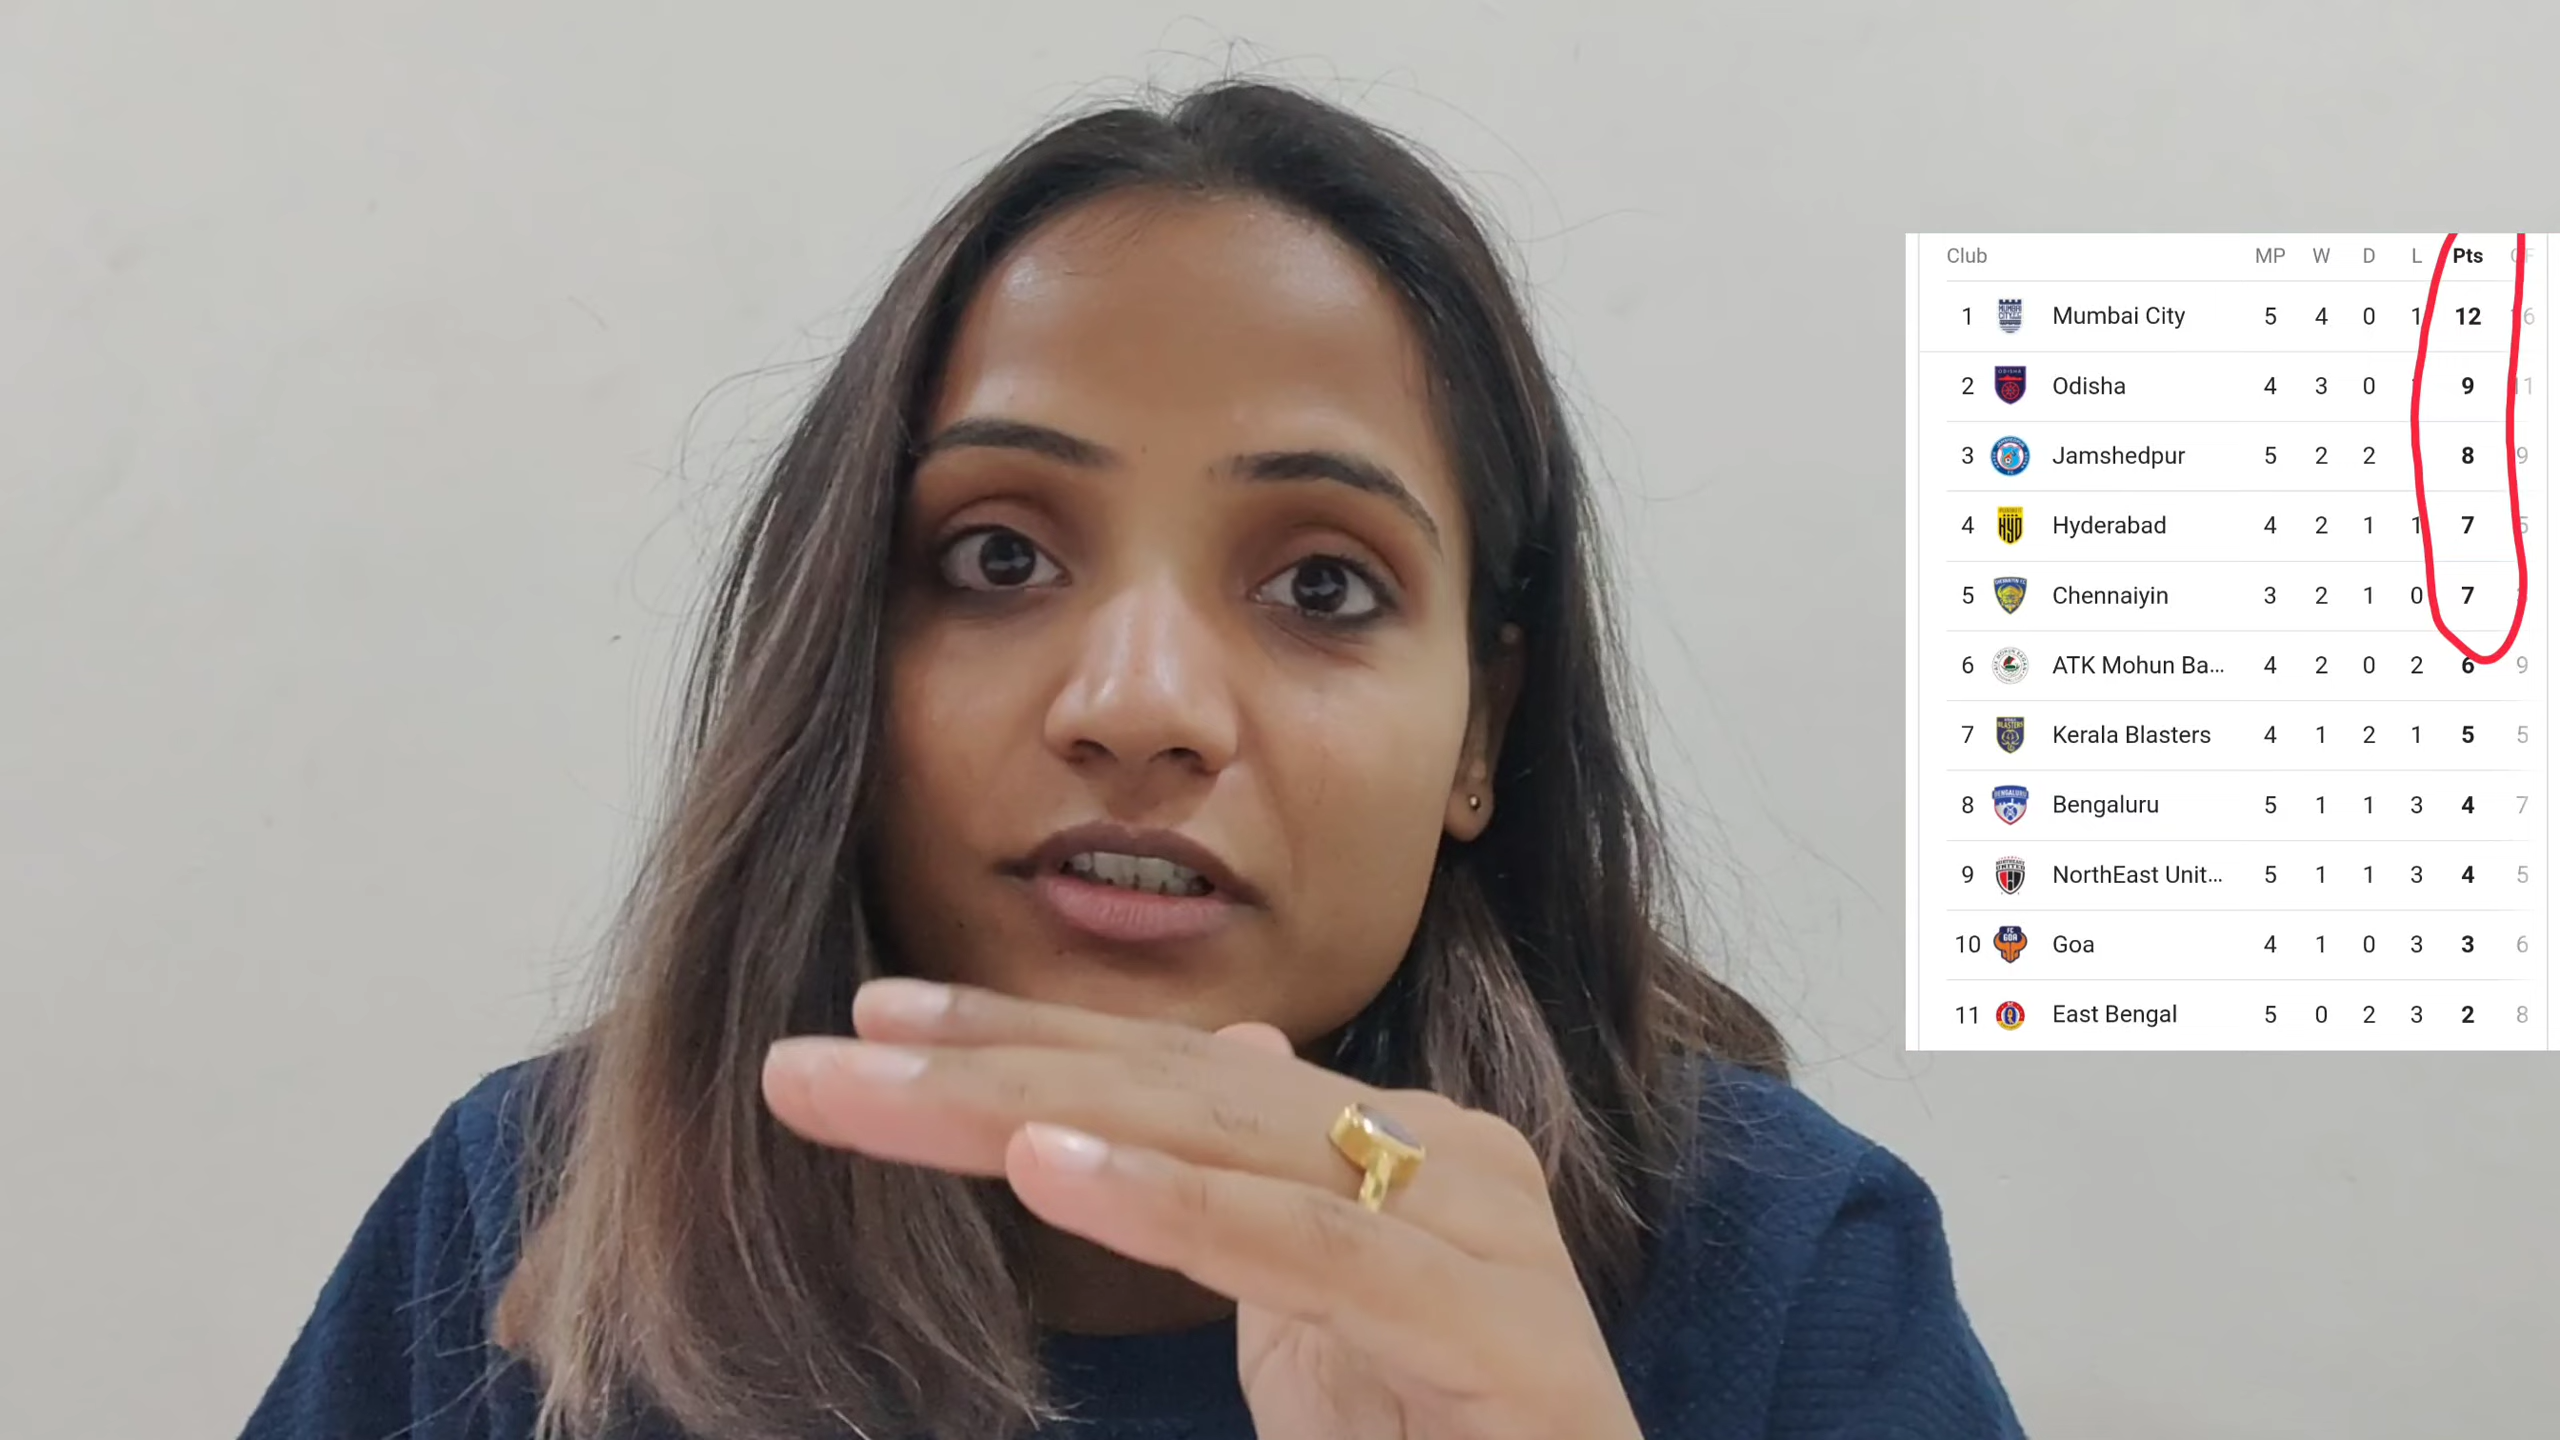 Club MP W D L Pts
1 Mumbai City 5 4 0 1 12
2 Odisha 4 3 0 9 11
3 Jamshedpur 5 2 2 8 9
4 Hyderabad 4 2 1 1 7 5
5 Chennaiyin 3 2 1 0 7
6 ATK Mohun Ba... 4 2 0 2 6 9
7 Kerala Blasters 4 1 2 1 5 5
8 Bengaluru 5 1 1 3 4 7
9 NorthEast Unit... 5 1 1 3 4 5
10 Goa 4 1 0 3 3 6
11 East Bengal 5 0 2 3 2 8